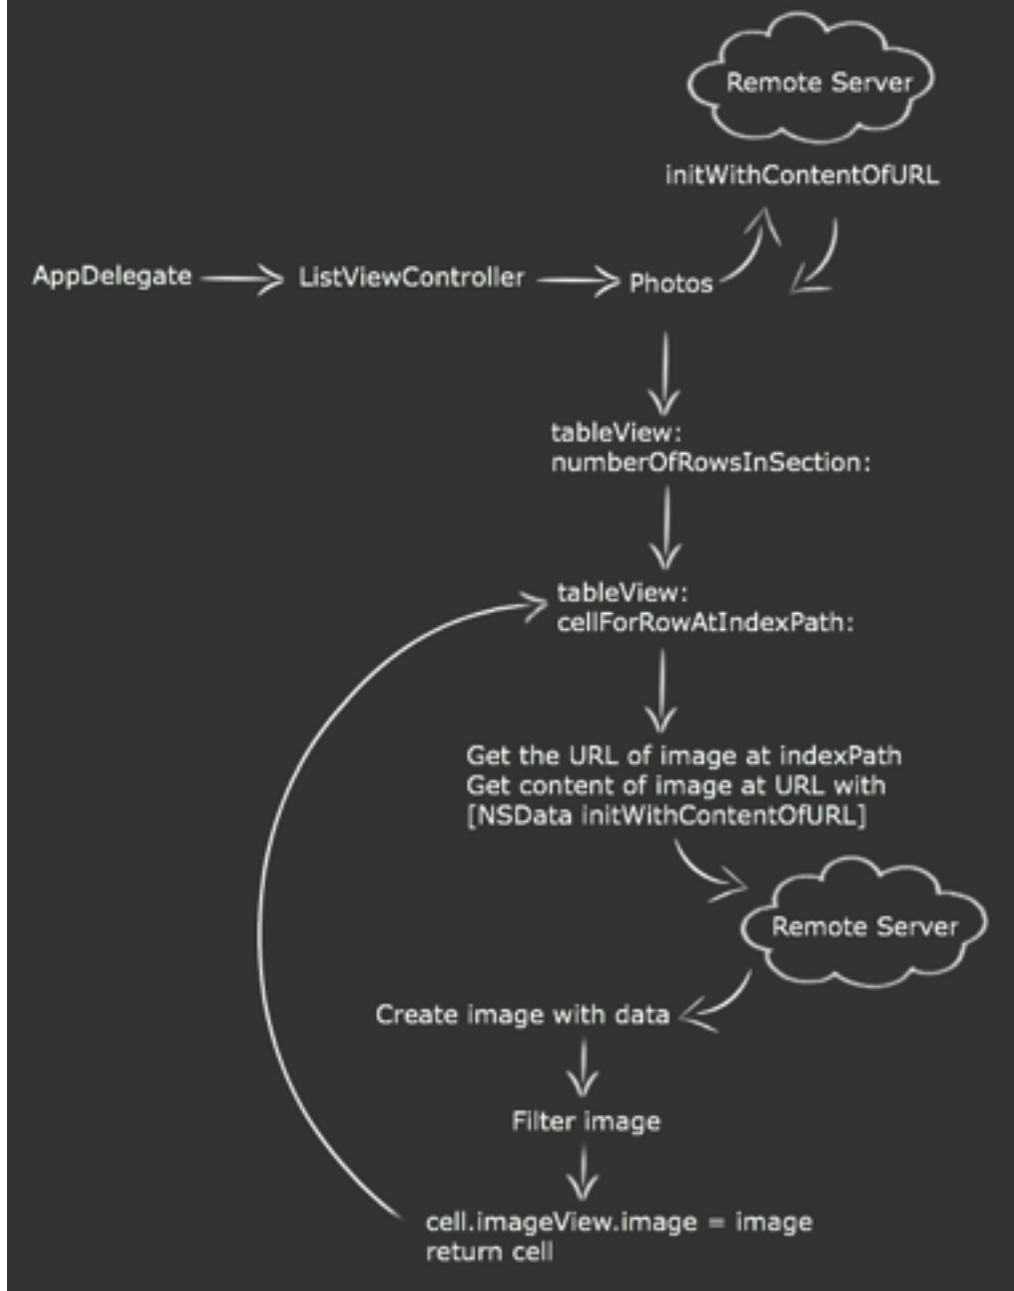 Remote Server
initWithContentOfURL
AppDelegate
ListViewController
Photos
tableView:
numberOfRowsInSection:
tableView:
cellForRowAtIndexPath:
Get the URL of image at indexPath
Get content of image at URL with
[NSData initWithContentOfURL]
Remote Server
Create image with data
Filter image
cell.imageView.image = image
return cell